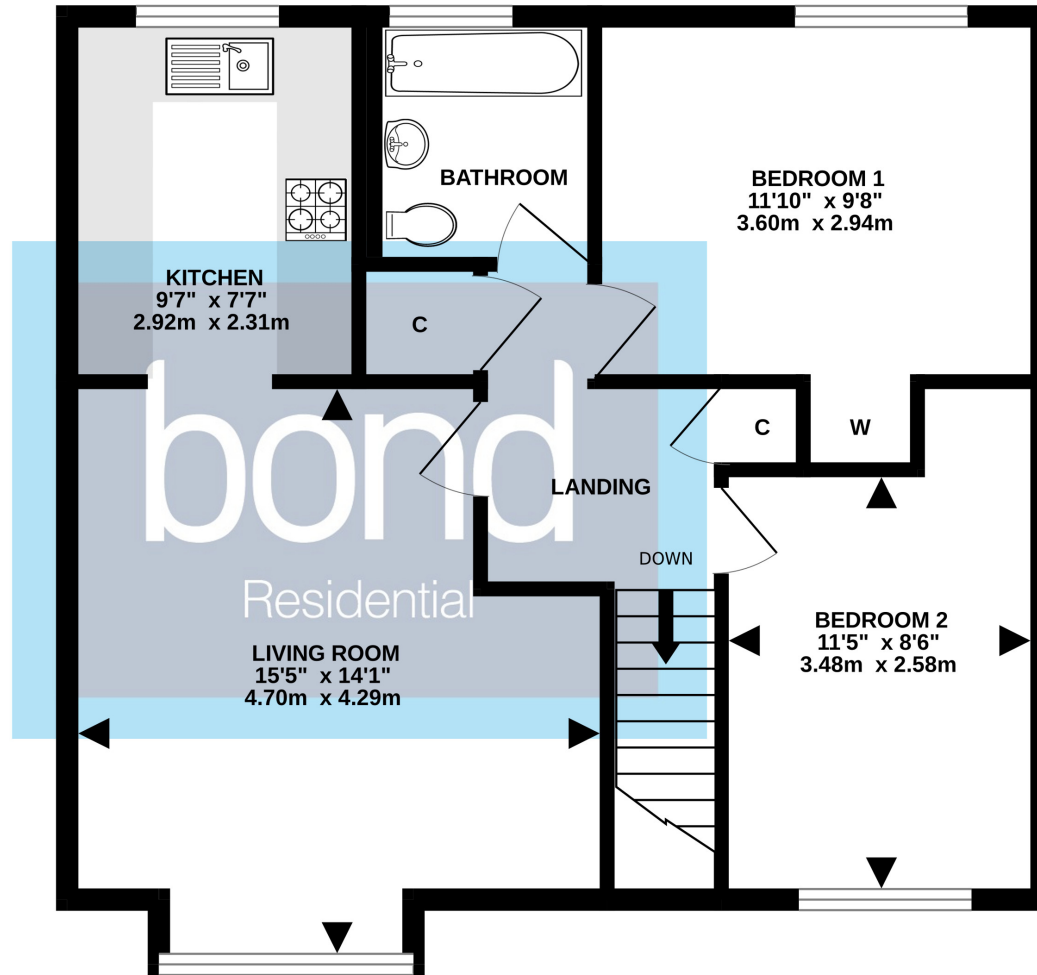 BATHROOM
BEDROOM 1
11'10" x 9'8"
3.60m x 2.94m
KITCHEN
9'7" x 7'7"
2.92m x 2.31m
C
C
W
bond
Residential
LANDING
DOWN
LIVING ROOM
15'5" x 14'1"
4.70m x 4.29m
BEDROOM 2
11'5" x 8'6"
3.48m x 2.58m